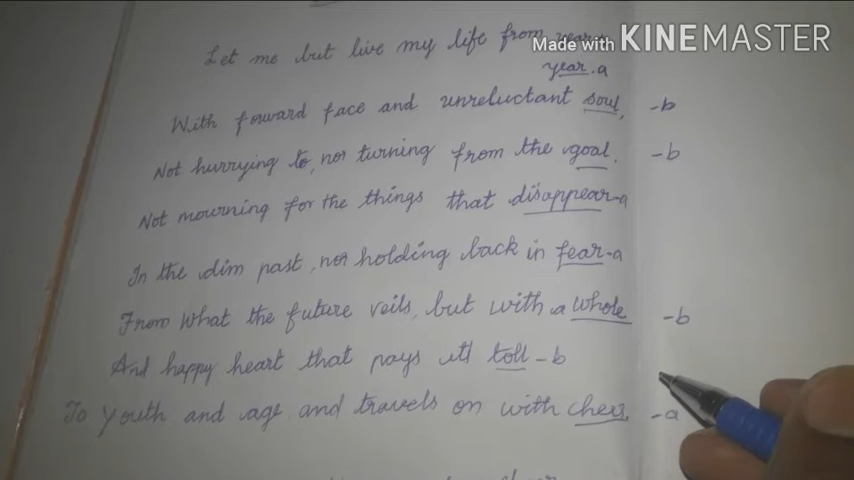 Made with KINEMASTER
Let me but live my life from year to
year. a
With forward face and unreluctant soul, -b
Not hurrying to, nor turning from the goal. -b
Not mourning for the things that disappear-a
In the dim past, nor holding back in fear-a
From what the future veils, but with a whole -b
And happy heart that pays toll -b
To youth and age and travels on with cheer -a